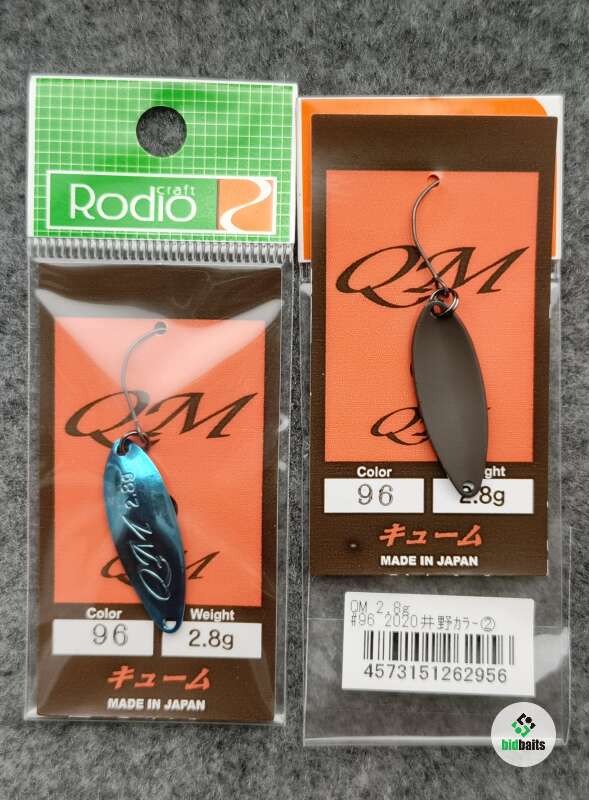 craft
Rodio
QM
QM 2.8g
QM
Color
Weight
96
2.8g
キューム
MADE IN JAPAN
QM
QM
Color
96
2.8g
キューム
MADE IN JAPAN
QM 2.8g
#96 2020井野カラー②
4573151262956
bidbaits